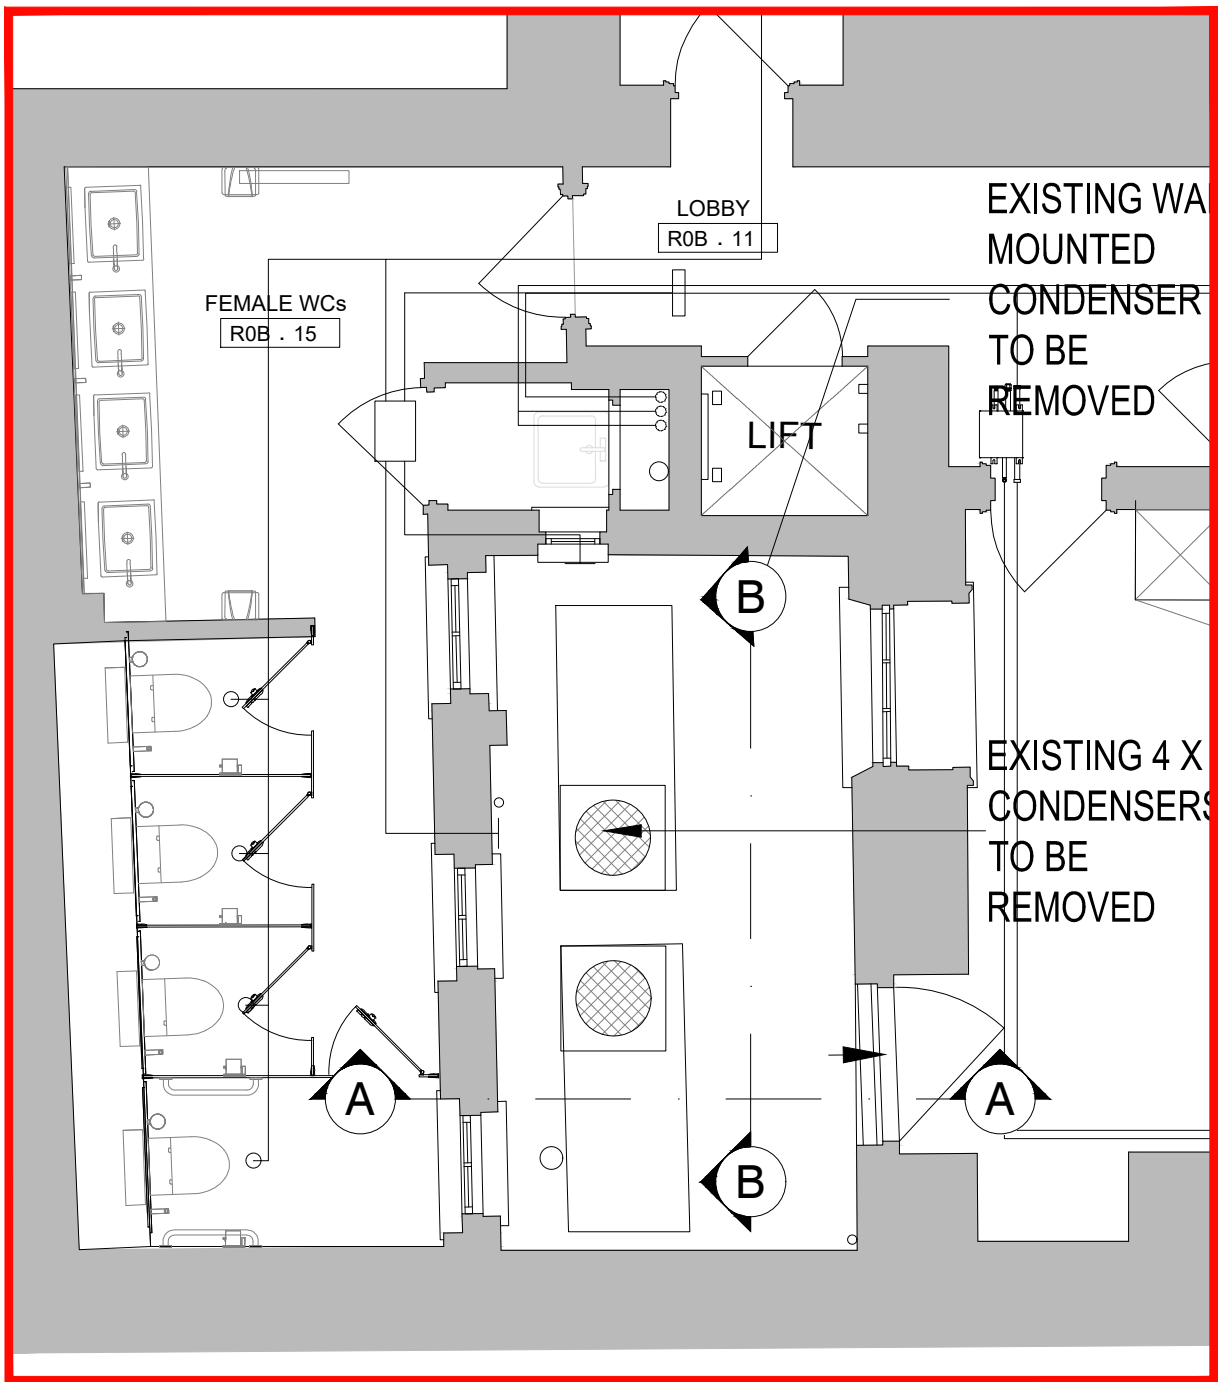 LOBBY
R0B . 11
EXISTING WA
MOUNTED
CONDENSER
TO BE
REMOVED
FEMALE WCs
R0B . 15
LIFT
B
EXISTING 4 X
CONDENSERS
TO BE
REMOVED
A
A
B